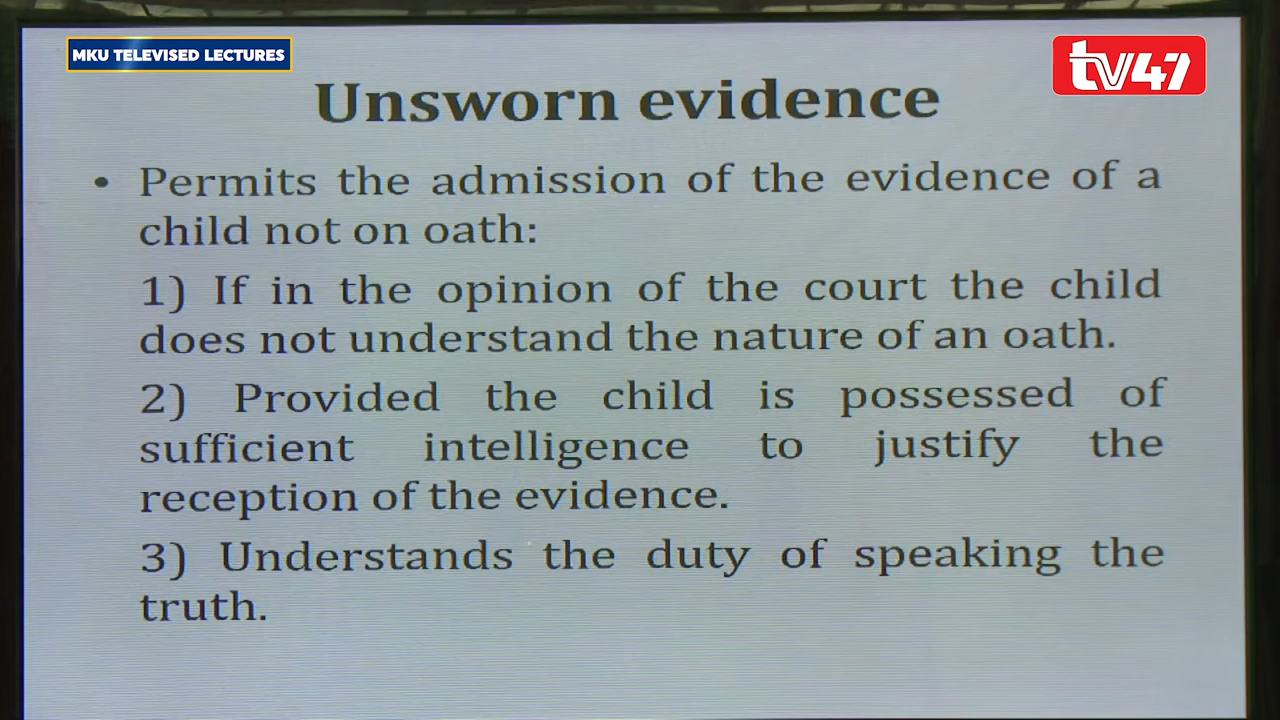 MKU TELEVISED LECTURES
tv47
Unsworn evidence
• Permits the admission of the evidence of a
child not on oath:
1) If in the opinion of the court the child
does not understand the nature of an oath.
2) Provided the child is possessed of
sufficient intelligence to justify the
reception of the evidence.
3) Understands the duty of speaking the
truth.